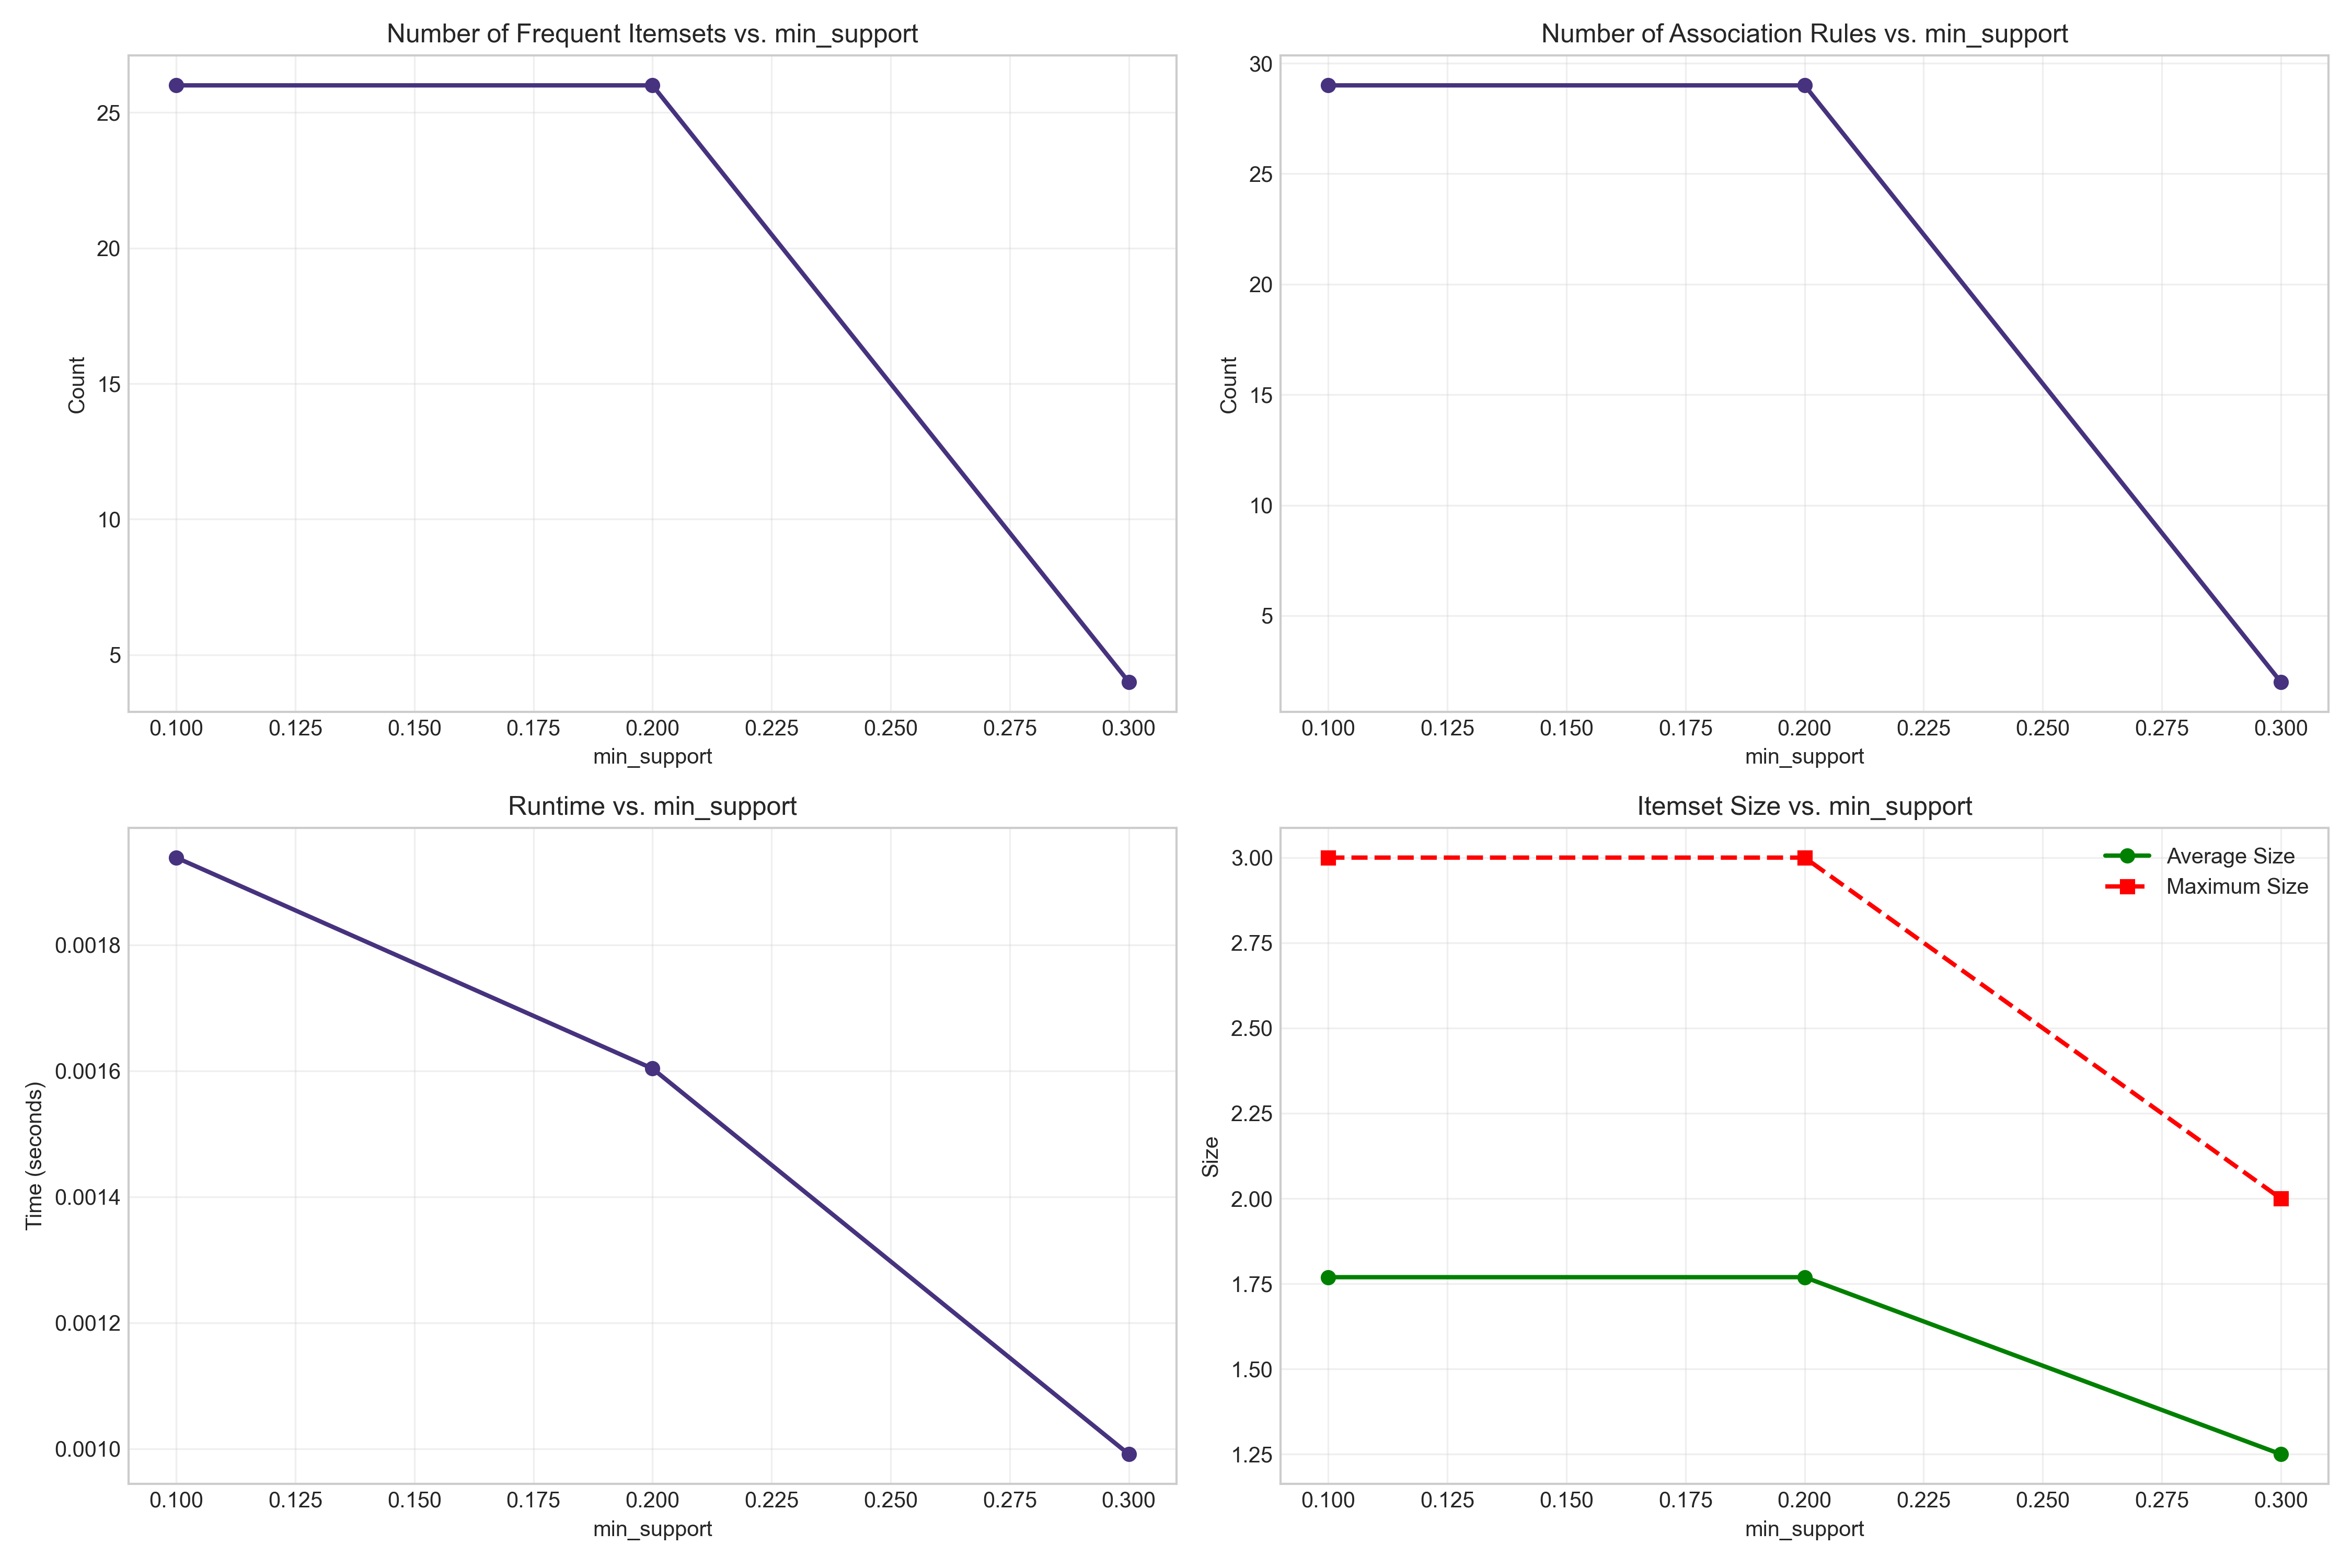 Number of Frequent Itemsets vs. min_support
25
20
15
10
5
Count
0.100 0.125 0.150 0.175 0.200 0.225 0.250 0.275 0.300
min_support
Number of Association Rules vs. min_support
30
25
20
15
10
5
Count
0.100 0.125 0.150 0.175 0.200 0.225 0.250 0.275 0.300
min_support
Runtime vs. min_support
0.0018
0.0016
0.0014
0.0012
0.0010
Time (seconds)
0.100 0.125 0.150 0.175 0.200 0.225 0.250 0.275 0.300
min_support
Itemset Size vs. min_support
Average Size
Maximum Size
3.00
2.75
2.50
2.25
2.00
1.75
1.50
1.25
Size
0.100 0.125 0.150 0.175 0.200 0.225 0.250 0.275 0.300
min_support